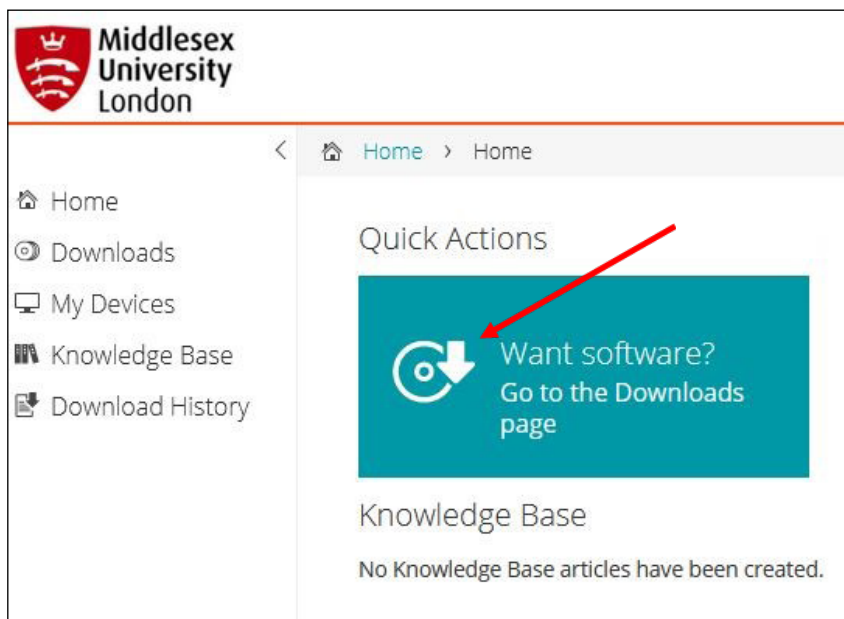 Middlesex
University
London
Home > Home
Home
Downloads
My Devices
Knowledge Base
Download History
Quick Actions
Want software?
Go to the Downloads
page
Knowledge Base
No Knowledge Base articles have been created.